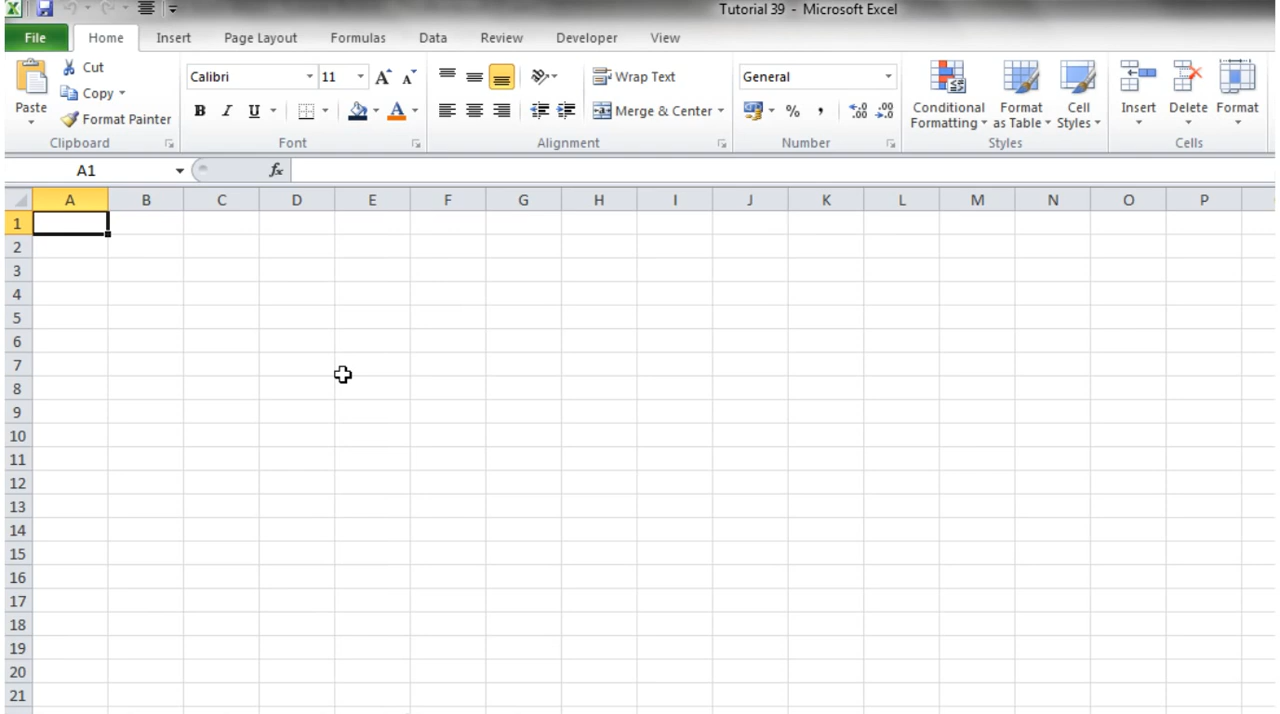 Tutorial 39 - Microsoft Excel
File Home Insert Page Layout Formulas Data Review Developer View
Paste
Cut
Copy
Format Painter
Clipboard
Calibri 11
B I U A
Font
Wrap Text
Merge & Center
Alignment
General
% , .00 .00
Number
Conditional Formatting
Format as Table
Cell Styles
Styles
Insert Delete Format
Cells
A1 fx
A B C D E F G H I J K L M N O P
1
2
3
4
5
6
7
8
9
10
11
12
13
14
15
16
17
18
19
20
21